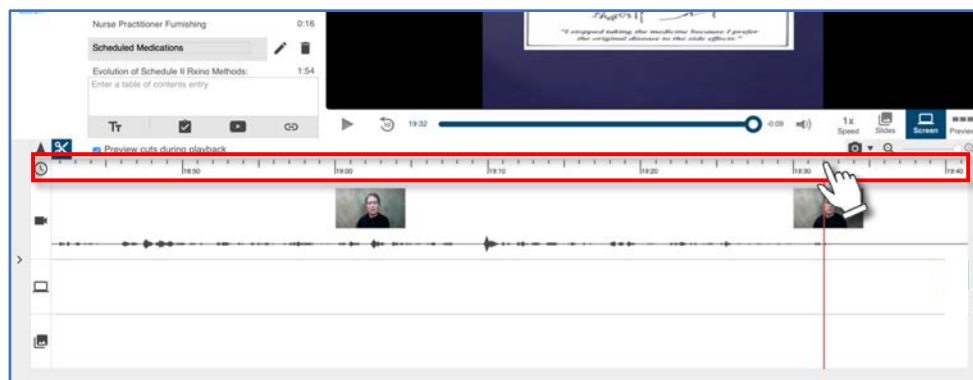 Nurse Practitioner Furnishing 0:16
Scheduled Medications
Evolution of Schedule II Rxing Methods: 1:54
Enter a table of contents entry
"I stopped taking the medicine because I prefer
the original disease to the side effects."
Tr
10 19:32 -0:09 1x Speed Slides Screen Preview
Preview cuts during playback
18:50 19:00 19:10 19:20 19:30 19:40